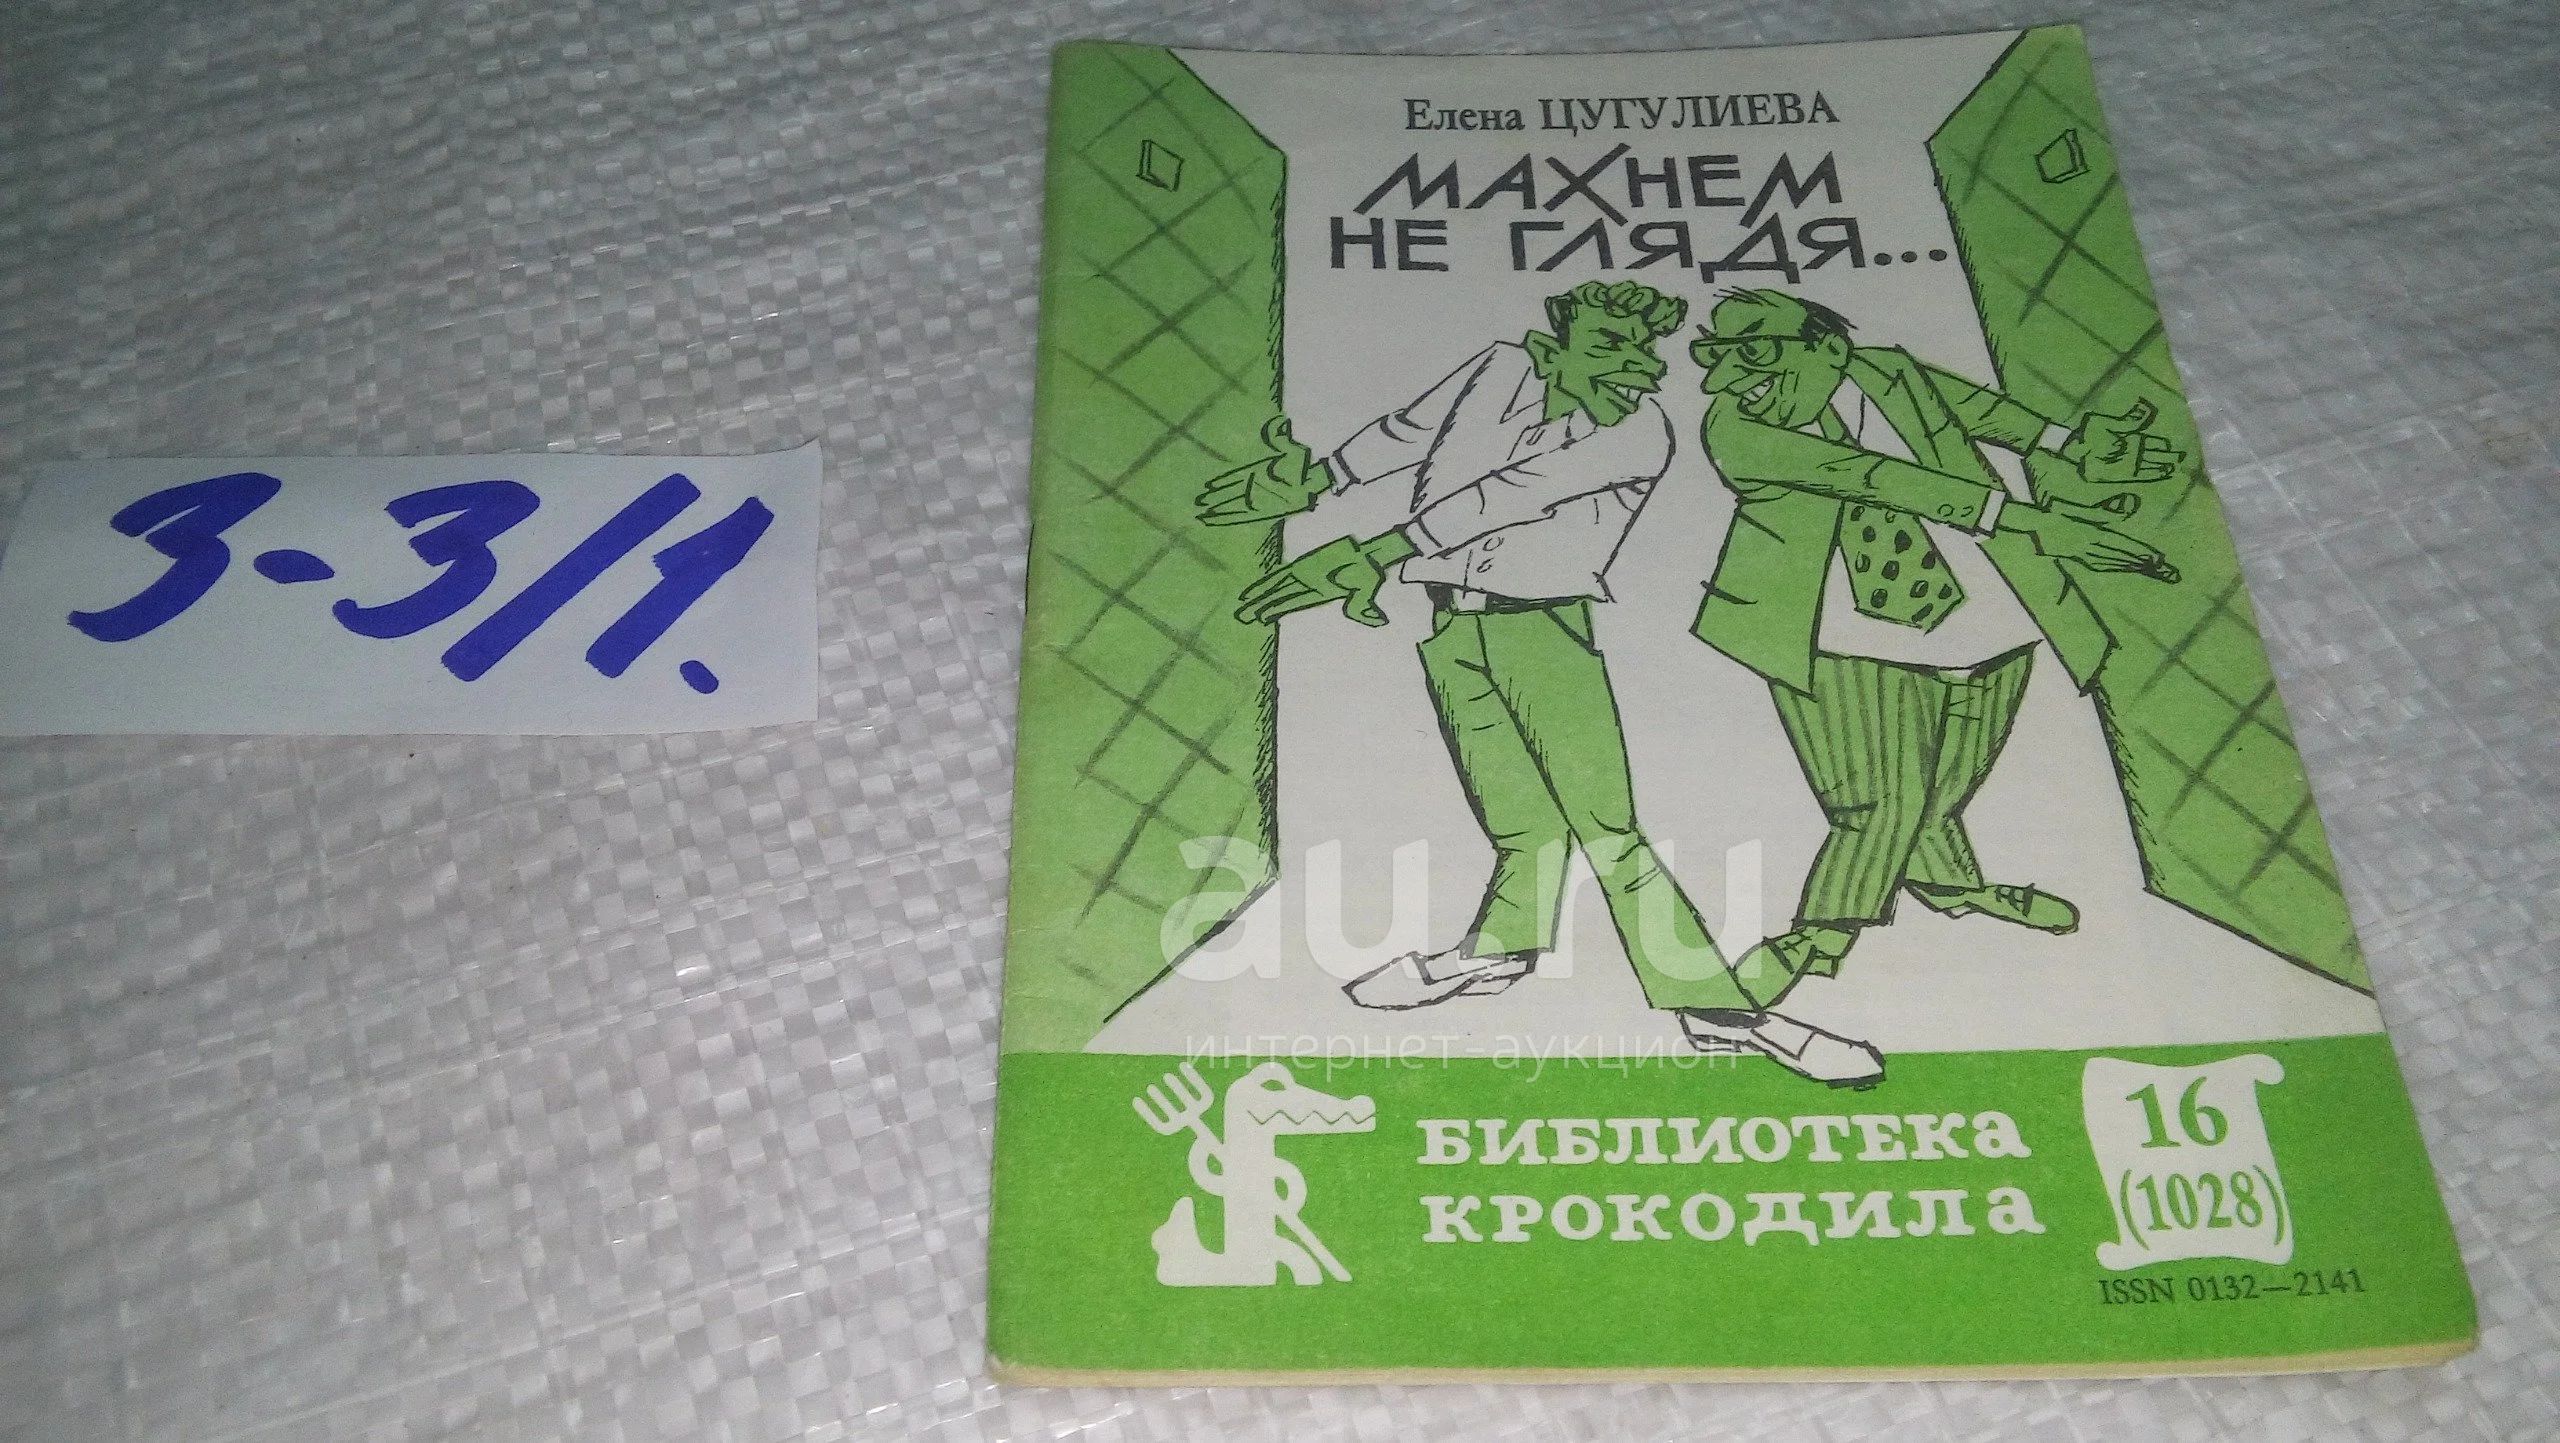 3-3/1.
Елена ЦУГУЛИЕВА
МАХНЕМ
НЕ ГЛЯДЯ...
au.ru
интернет-аукцион
БИБЛИОТЕКА
КРОКОДИЛА
16
(1028)
ISSN 0132—2141